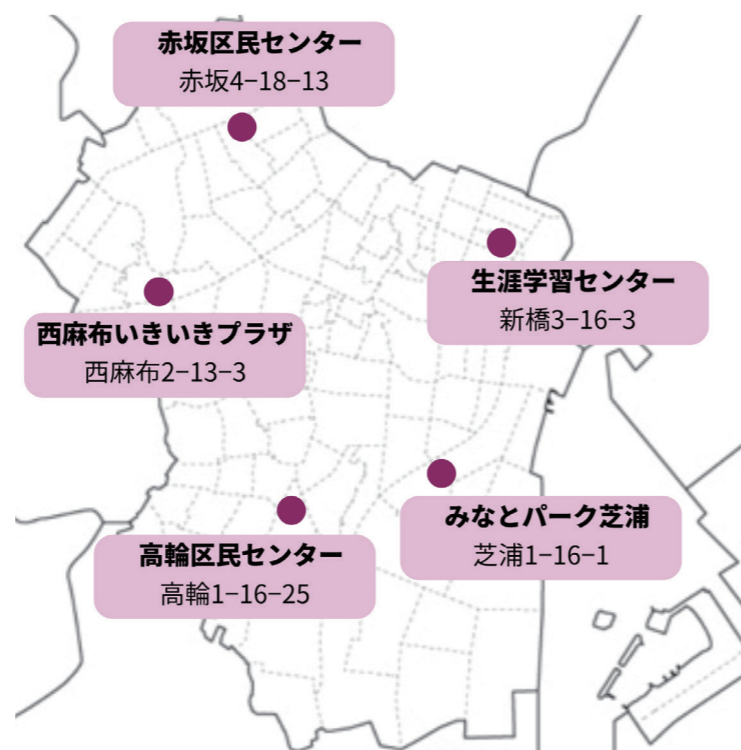 赤坂区民センター
赤坂4−18−13
生涯学習センター
新橋3−16−3
西麻布いきいきプラザ
西麻布2−13−3
みなとパーク芝浦
芝浦1−16−1
高輪区民センター
高輪1−16−25